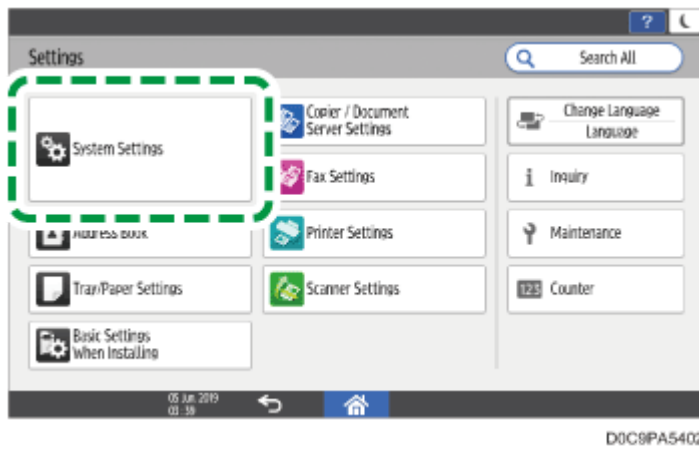 ?
Settings
Search All
System Settings
Copier / Document
Server Settings
Change Language
Language
Fax Settings
i Inquiry
Address Book
Printer Settings
Maintenance
Tray/Paper Settings
Scanner Settings
123 Counter
Basic Settings
When Installing
05 Jun. 2019
03:39
D0C9PA5402